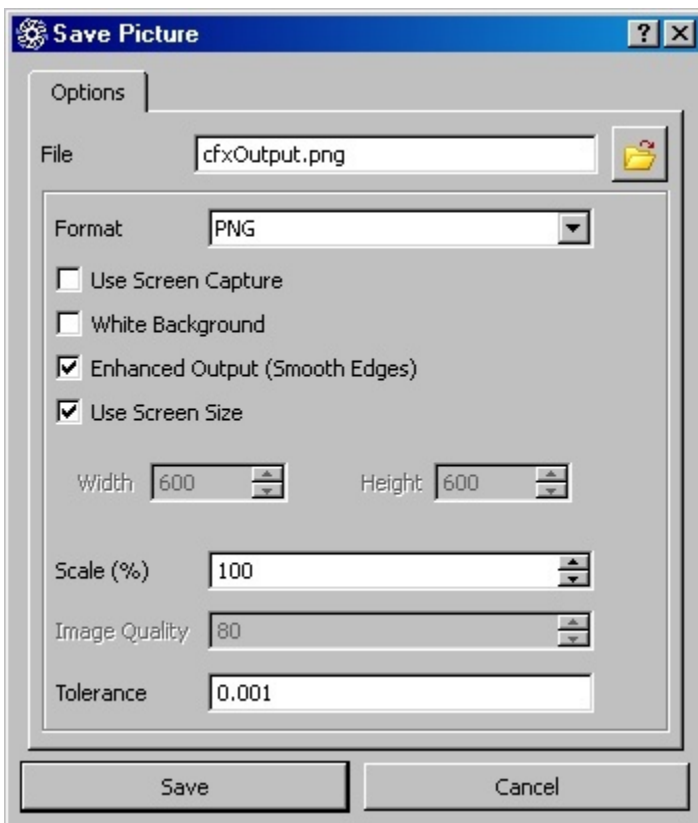 Save Picture
Options
File cfxOutput.png
Format PNG
Use Screen Capture
White Background
Enhanced Output (Smooth Edges)
Use Screen Size
Width 600 Height 600
Scale (%) 100
Image Quality 80
Tolerance 0.001
Save Cancel